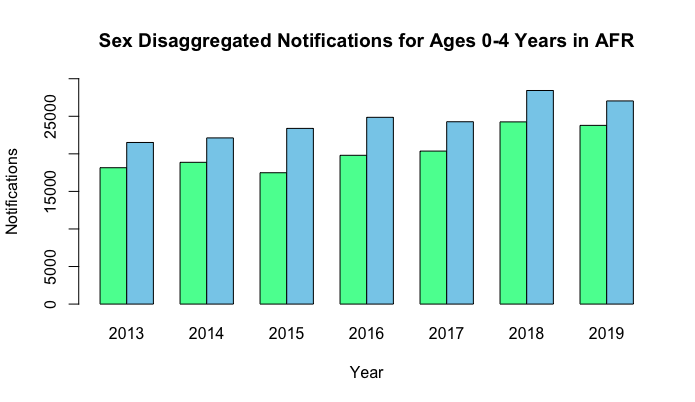 Sex Disaggregated Notifications for Ages 0-4 Years in AFR
Notifications
25000
15000
5000
0
2013 2014 2015 2016 2017 2018 2019
Year